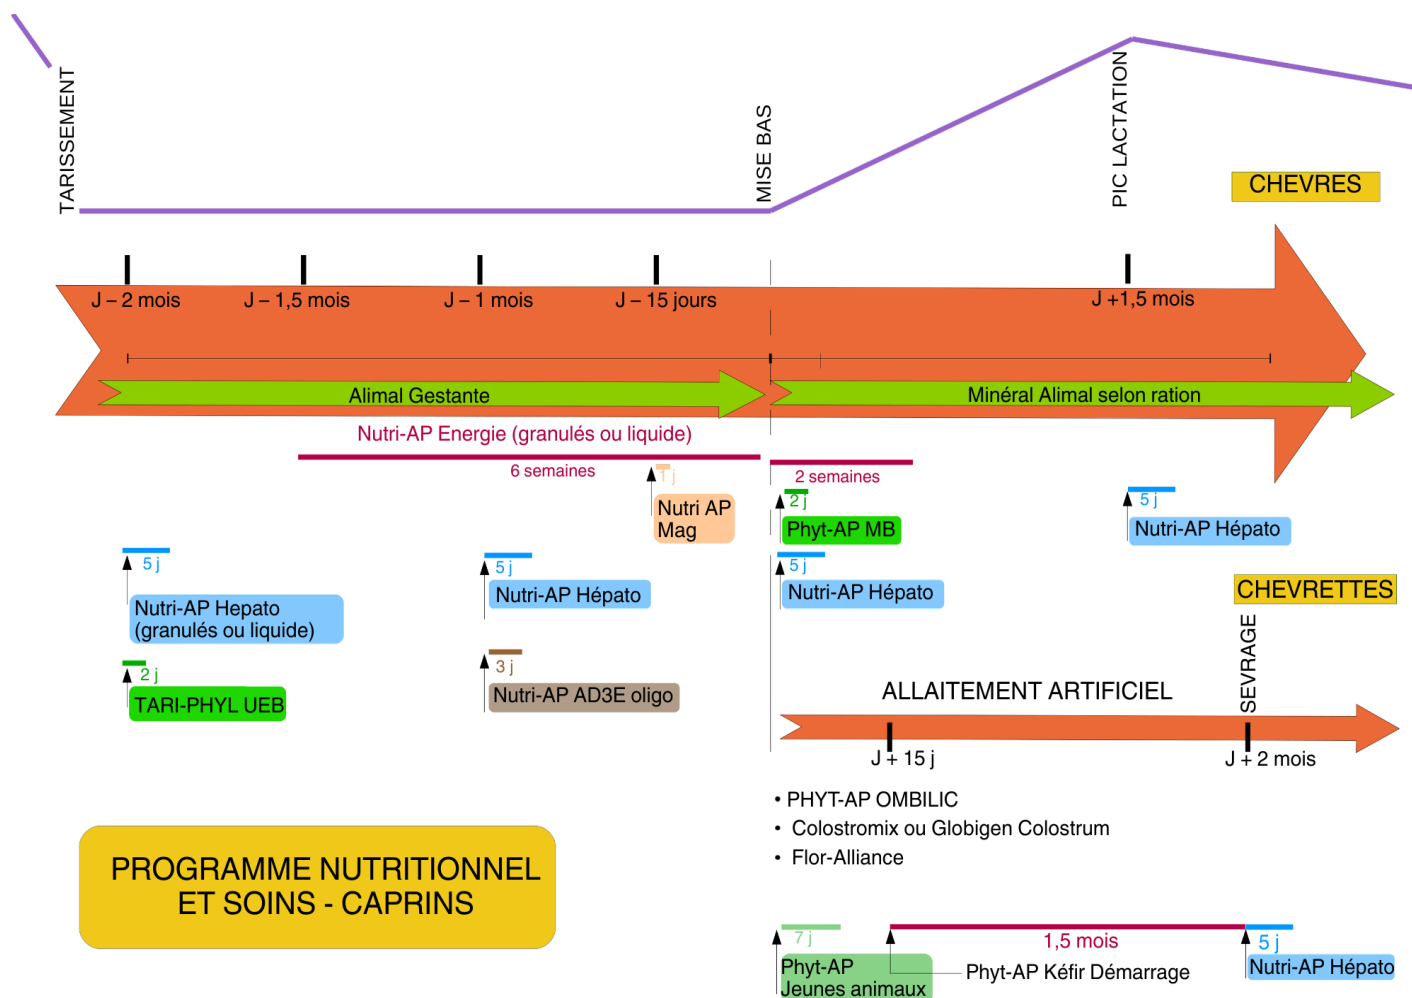 TARISSEMENT
MISE BAS
PIC LACTATION
CHEVRES
J – 2 mois
J – 1,5 mois
J – 1 mois
J – 15 jours
J +1,5 mois
Alimal Gestante
Minéral Alimal selon ration
Nutri-AP Energie (granulés ou liquide)
6 semaines
2 semaines
1 j
Nutri AP
Mag
2 j
Phyt-AP MB
5 j
Nutri-AP Hépato
5 j
Nutri-AP Hepato
(granulés ou liquide)
5 j
Nutri-AP Hépato
5 j
Nutri-AP Hépato
CHEVRETTES
2 j
TARI-PHYL UEB
3 j
Nutri-AP AD3E oligo
SEVRAGE
ALLAITEMENT ARTIFICIEL
J + 15 j
J + 2 mois
• PHYT-AP OMBILIC
• Colostromix ou Globigen Colostrum
• Flor-Alliance
PROGRAMME NUTRITIONNEL
ET SOINS - CAPRINS
7 j
Phyt-AP
Jeunes animaux
1,5 mois
Phyt-AP Kéfir Démarrage
5 j
Nutri-AP Hépato